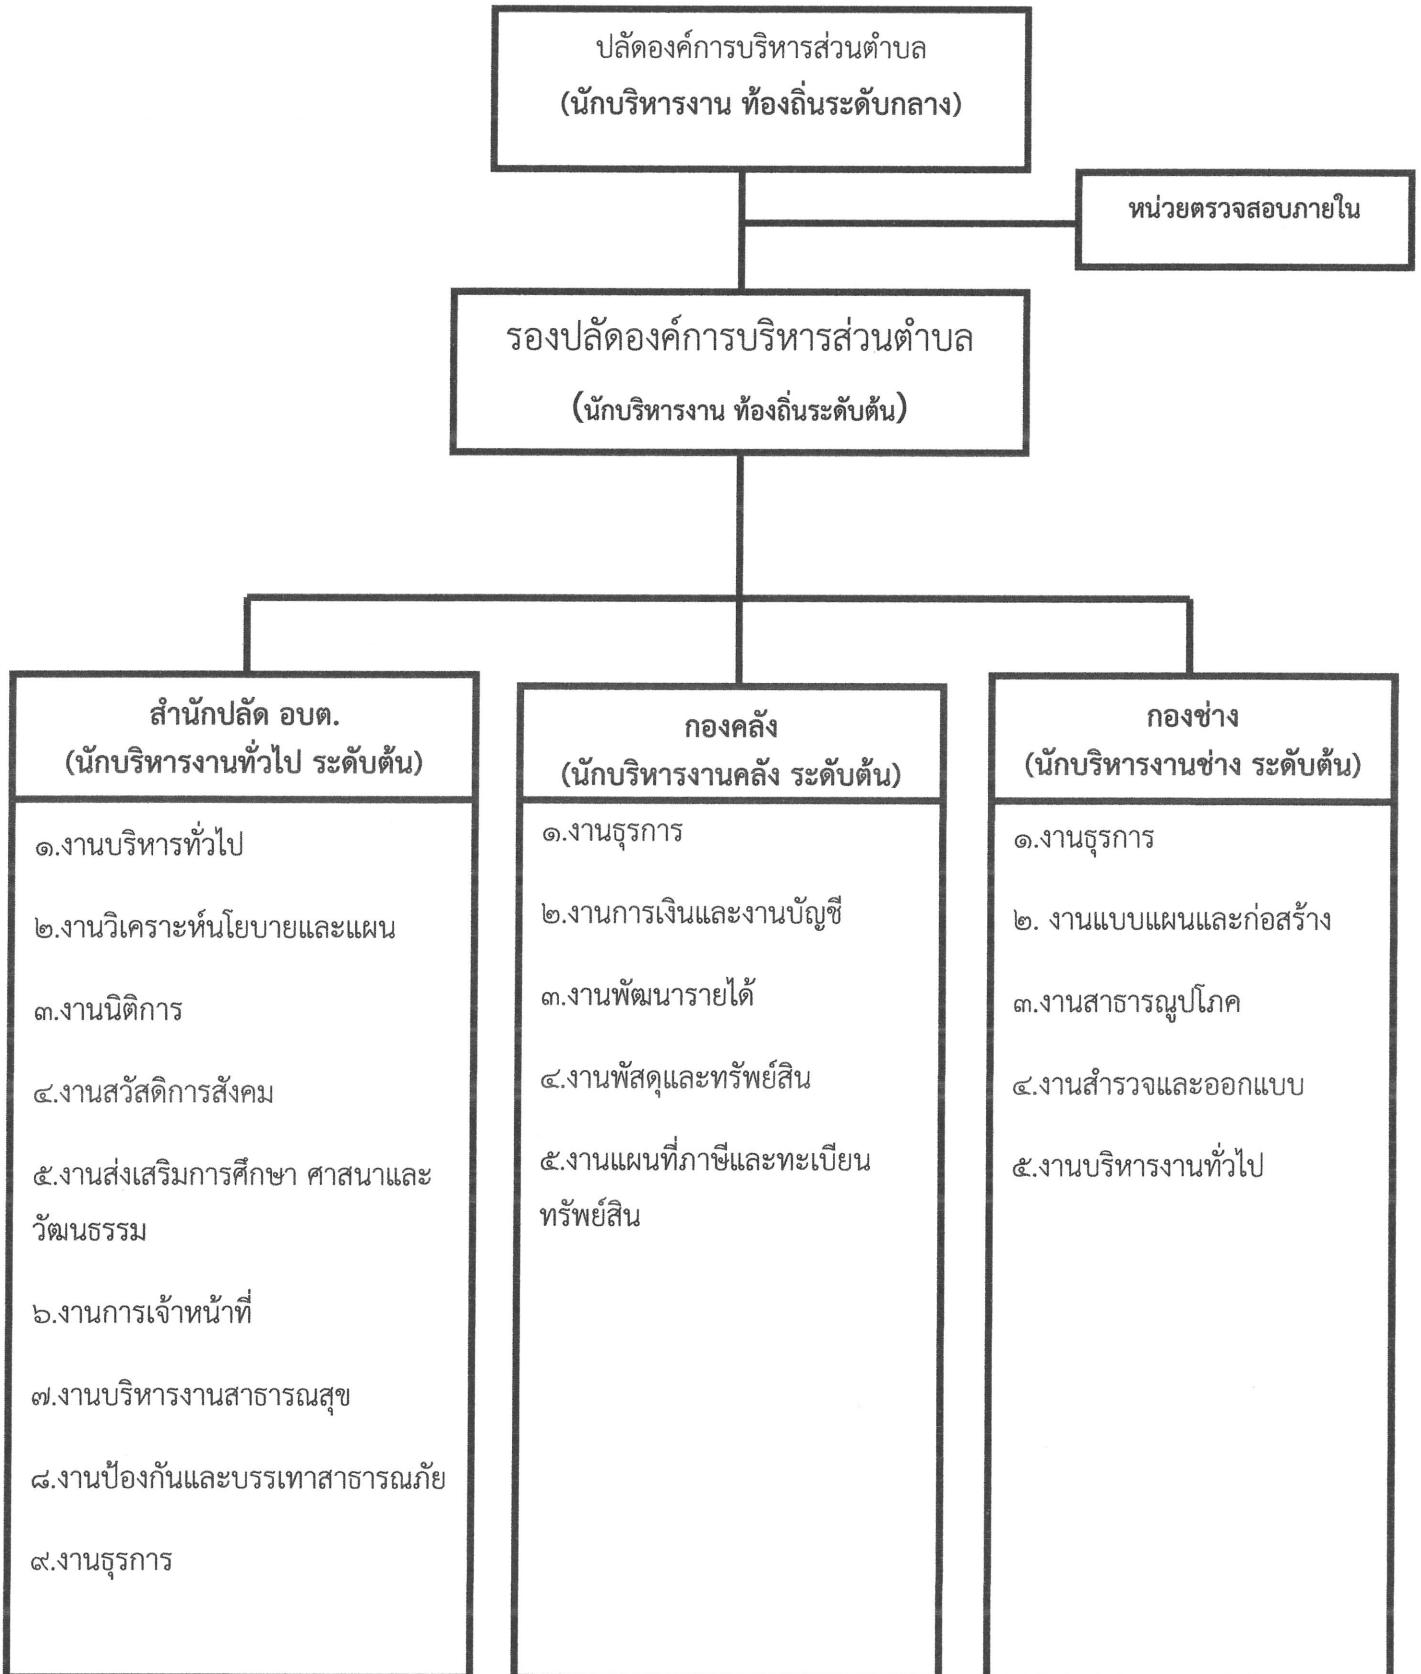 ปลัดองค์การบริหารส่วนตำบล
(นักบริหารงาน ท้องถิ่นระดับกลาง)
หน่วยตรวจสอบภายใน
รองปลัดองค์การบริหารส่วนตำบล
(นักบริหารงาน ท้องถิ่นระดับต้น)
สำนักปลัด อบต.
(นักบริหารงานทั่วไป ระดับต้น)
๑.งานบริหารทั่วไป
๒.งานวิเคราะห์นโยบายและแผน
๓.งานนิติการ
๔.งานสวัสดิการสังคม
๕.งานส่งเสริมการศึกษา ศาสนาและ
วัฒนธรรม
๖.งานการเจ้าหน้าที่
๗.งานบริหารงานสาธารณสุข
๘.งานป้องกันและบรรเทาสาธารณภัย
๙.งานธุรการ
กองคลัง
(นักบริหารงานคลัง ระดับต้น)
๑.งานธุรการ
๒.งานการเงินและงานบัญชี
๓.งานพัฒนารายได้
๔.งานพัสดุและทรัพย์สิน
๕.งานแผนที่ภาษีและทะเบียน
ทรัพย์สิน
กองช่าง
(นักบริหารงานช่าง ระดับต้น)
๑.งานธุรการ
๒. งานแบบแผนและก่อสร้าง
๓.งานสาธารณูปโภค
๔.งานสำรวจและออกแบบ
๕.งานบริหารงานทั่วไป